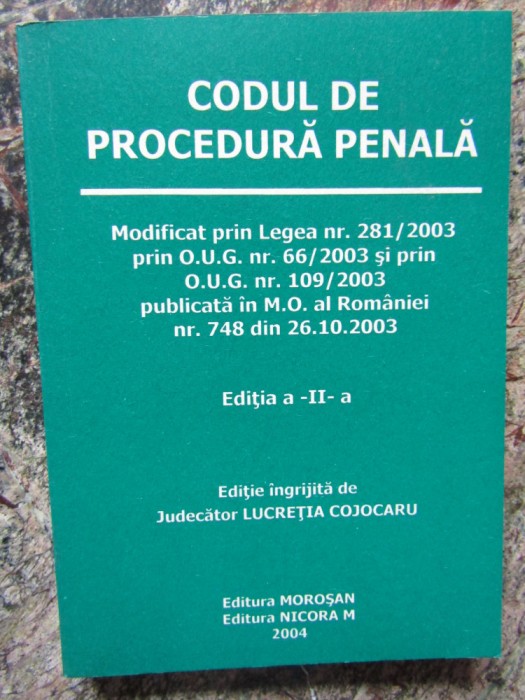 CODUL DE
PROCEDURĂ PENALĂ
Modificat prin Legea nr. 281/2003
prin O.U.G. nr. 66/2003 şi prin
O.U.G. nr. 109/2003
publicată în M.O. al României
nr. 748 din 26.10.2003
Ediţia a -II- a
Ediţie îngrijită de
Judecător LUCREŢIA COJOCARU
Editura MOROŞAN
Editura NICORA M
2004